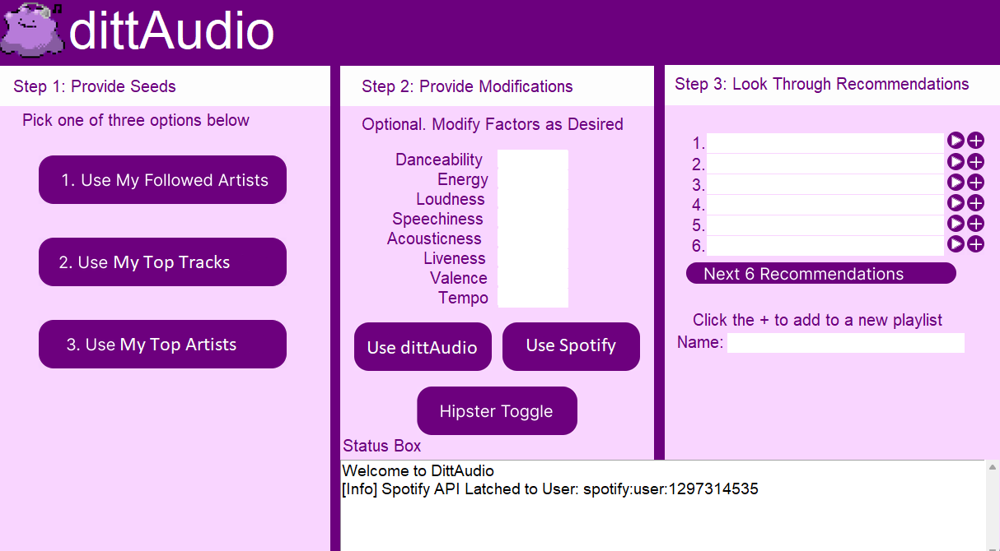 dittAudio
Step 1: Provide Seeds
Pick one of three options below
1. Use My Followed Artists
2. Use My Top Tracks
3. Use My Top Artists
Step 2: Provide Modifications
Optional. Modify Factors as Desired
Danceability
Energy
Loudness
Speechiness
Acousticness
Liveness
Valence
Tempo
Use dittAudio
Use Spotify
Hipster Toggle
Step 3: Look Through Recommendations
1.
2.
3.
4.
5.
6.
Next 6 Recommendations
Click the + to add to a new playlist
Name:
Status Box
Welcome to DittAudio
[Info] Spotify API Latched to User: spotify:user:1297314535